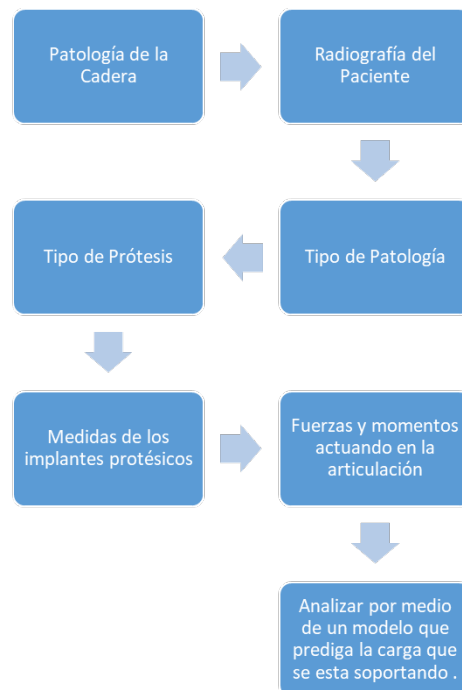 Patología de la
Cadera
Radiografía del
Paciente
Tipo de Patología
Tipo de Prótesis
Medidas de los
implantes protésicos
Fuerzas y momentos
actuando en la
articulación
Analizar por medio
de un modelo que
prediga la carga que
se esta soportando .